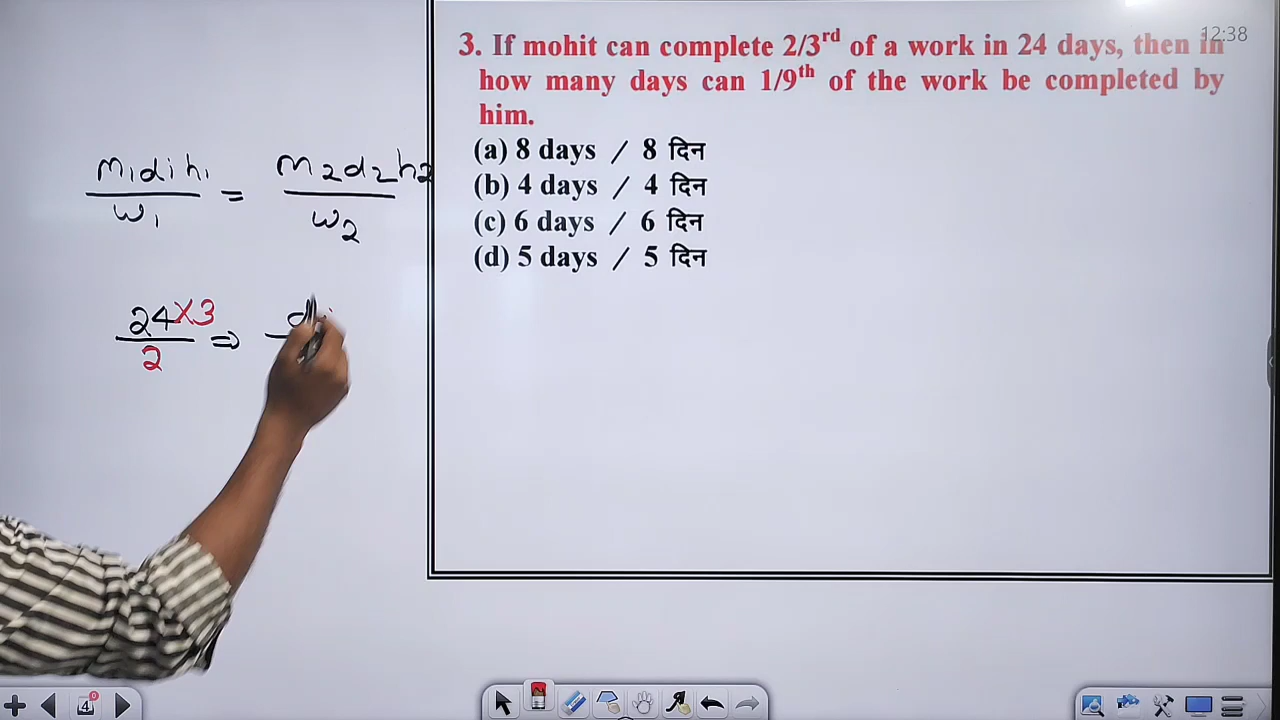 12:38
3. If mohit can complete 2/3rd of a work in 24 days, then in
how many days can 1/9th of the work be completed by
him.
(a) 8 days / 8 दिन
(b) 4 days / 4 दिन
(c) 6 days / 6 दिन
(d) 5 days / 5 दिन
m1d1h1 / w1 = m2d2h2 / w2
24×3 / 2 ⇒ d
4